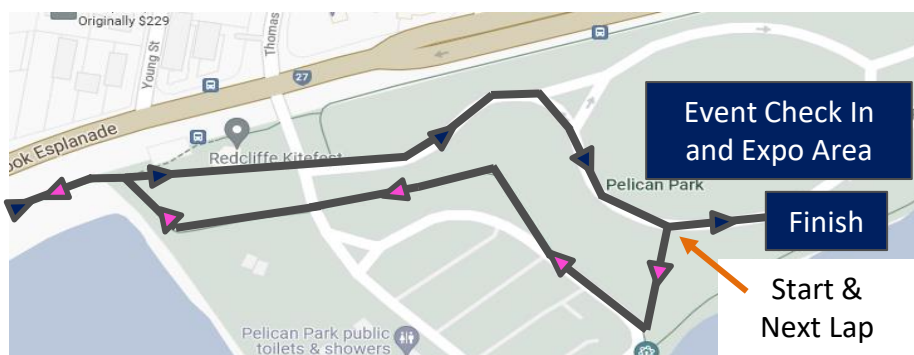 Originally $229
Young St
Thomas
27
ook Esplanade
Redcliffe Kitefest
Event Check In
and Expo Area
Pelican Park
Finish
Start &
Next Lap
Pelican Park public
toilets & showers